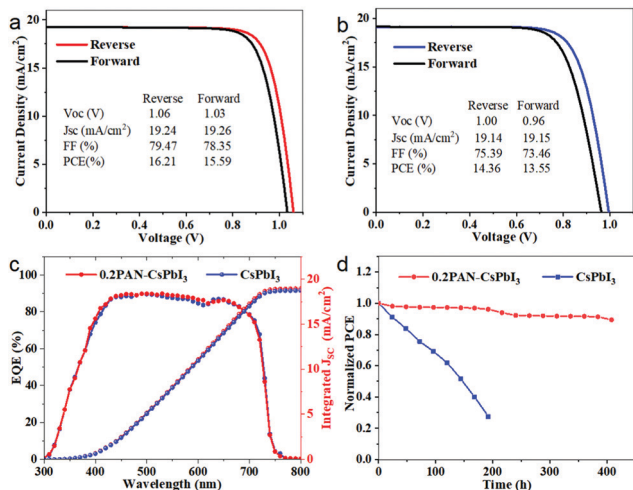 a
Current Density (mA/cm²)
20
15
10
5
0
Reverse
Forward
Reverse Forward
Voc (V) 1.06 1.03
Jsc (mA/cm²) 19.24 19.26
FF (%) 79.47 78.35
PCE(%) 16.21 15.59
0.0 0.2 0.4 0.6 0.8 1.0
Voltage (V)
b
Current Density (mA/cm²)
20
15
10
5
0
Reverse
Forward
Reverse Forward
Voc (V) 1.00 0.96
Jsc (mA/cm²) 19.14 19.15
FF (%) 75.39 73.46
PCE (%) 14.36 13.55
0.0 0.2 0.4 0.6 0.8 1.0
Voltage (V)
c
0.2PAN-CsPbI₃ CsPbI₃
EQE (%)
100
80
60
40
20
0
Integrated JSC (mA/cm²)
20
15
10
5
0
300 400 500 600 700 800
Wavelength (nm)
d
0.2PAN-CsPbI₃ CsPbI₃
Normalized PCE
1.4
1.2
1.0
0.8
0.6
0.4
0.2
0.0
0 100 200 300 400
Time (h)